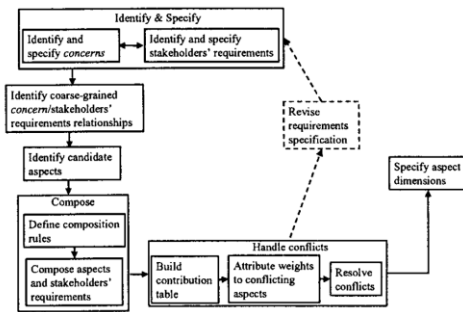 Identify & Specify
Identify and
specify concerns
Identify and specify
stakeholders' requirements
Identify coarse-grained
concern/stakeholders'
requirements relationships
Revise
requirements
specification
Identify candidate
aspects
Specify aspect
dimensions
Compose
Define composition
rules
Compose aspects
and stakeholders'
requirements
Handle conflicts
Build
contribution
table
Attribute weights
to conflicting
aspects
Resolve
conflicts